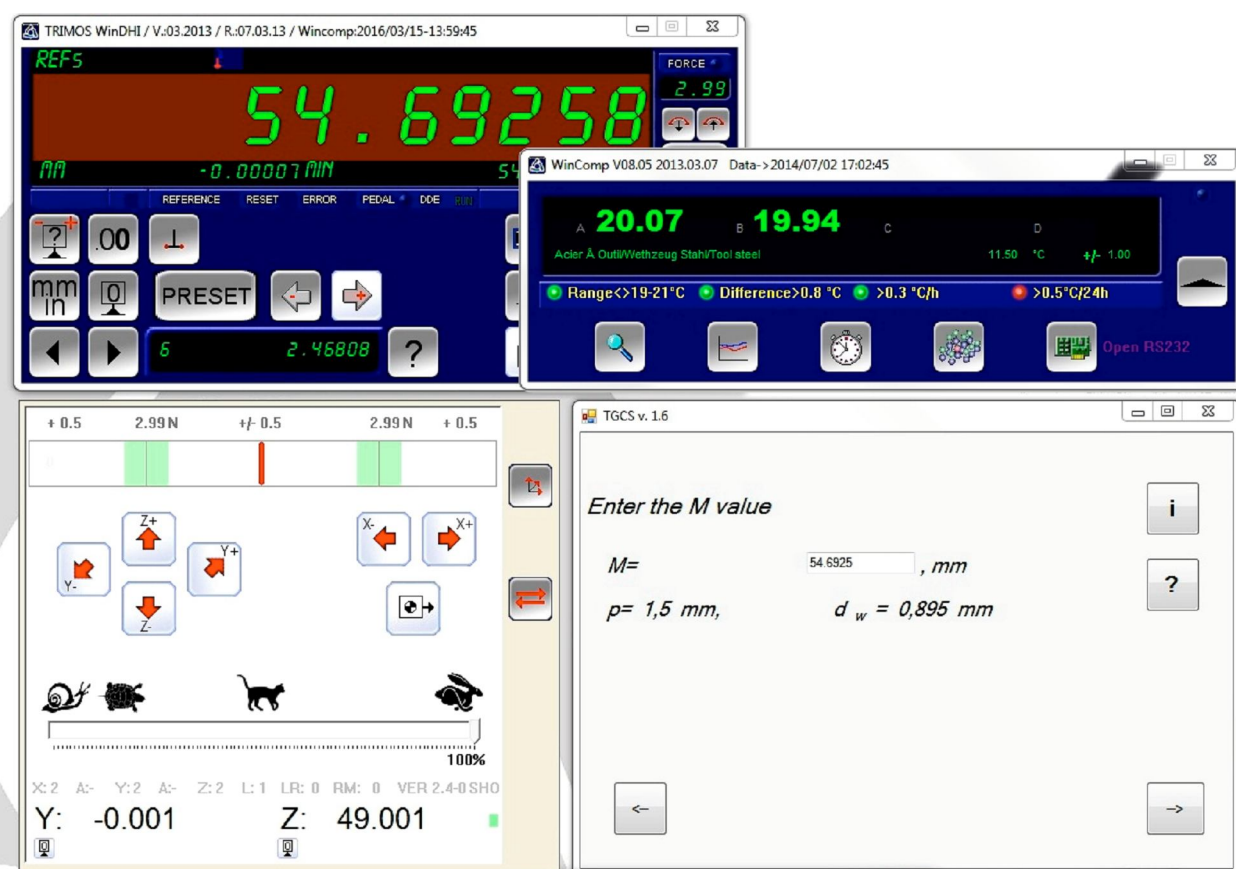 TRIMOS WinDHI / V.:03.2013 / R.:07.03.13 / Wincomp:2016/03/15-13:59:45
REFs
FORCE
54.69258
2.99
MM -0.00007 MIN 54
REFERENCE RESET ERROR PEDAL DDE RUN
- ? +
.00
mm
in
0
PRESET
6 2.46808
?
WinComp V08.05 2013.03.07 Data->2014/07/02 17:02:45
A 20.07 B 19.94 C D
Acier Å Outil/Wethzeug Stahl/Tool steel 11.50 °C +/- 1.00
Range<>19-21°C Difference>0.8 °C >0.3 °C/h >0.5°C/24h
Open RS232
+ 0.5 2.99 N +/- 0.5 2.99 N + 0.5
Z+
Y+
Y-
Z-
X-
X+
100%
X: 2 A:- Y: 2 A:- Z: 2 L: 1 LR: 0 RM: 0 VER 2.4-0 SHO
Y: -0.001 Z: 49.001
0 0
TGCS v. 1.6
Enter the M value
i
M= 54.6925 , mm
?
p= 1,5 mm, d w = 0,895 mm
<-- -->